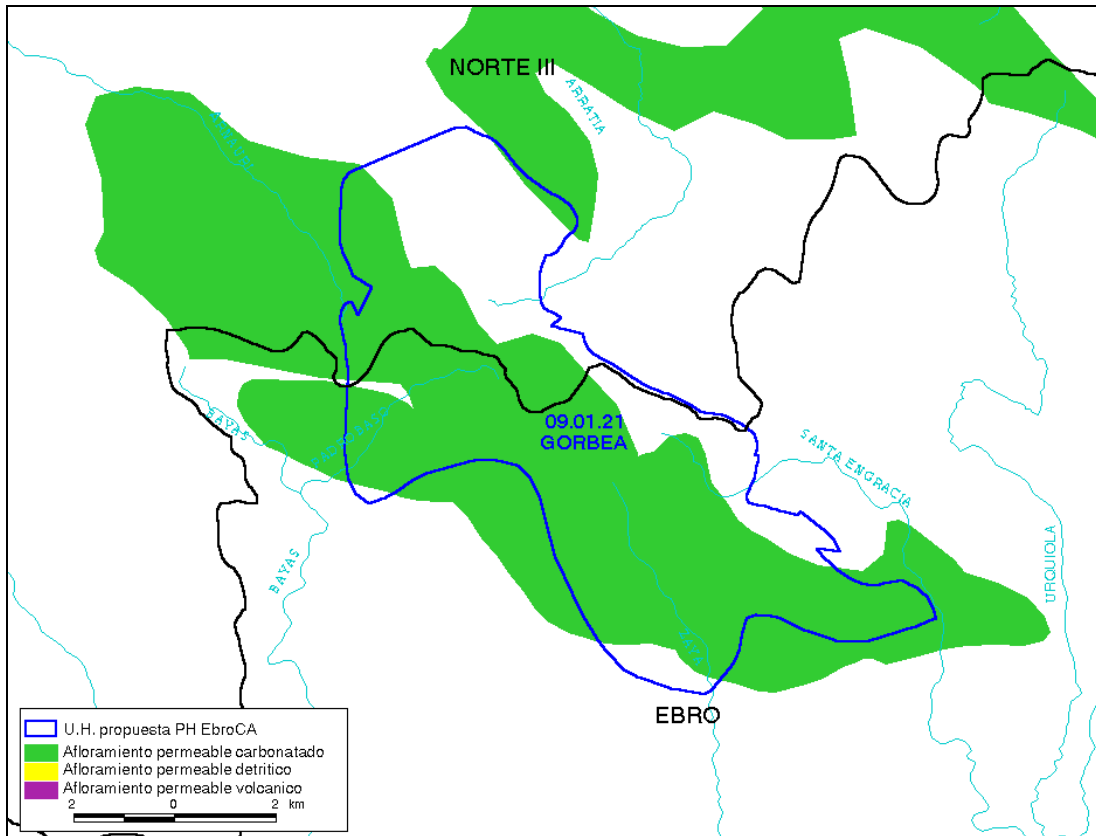 NORTE III
ARRATIA
09.01.21
GORBEA
BAYAS
SANTA ENGRACIA
BAYAS
URQUIOLA
EBRO
U.H. propuesta PH EbroCA
Afloramiento permeable carbonatado
Afloramiento permeable detritico
Afloramiento permeable volcanico
2 0 2 km